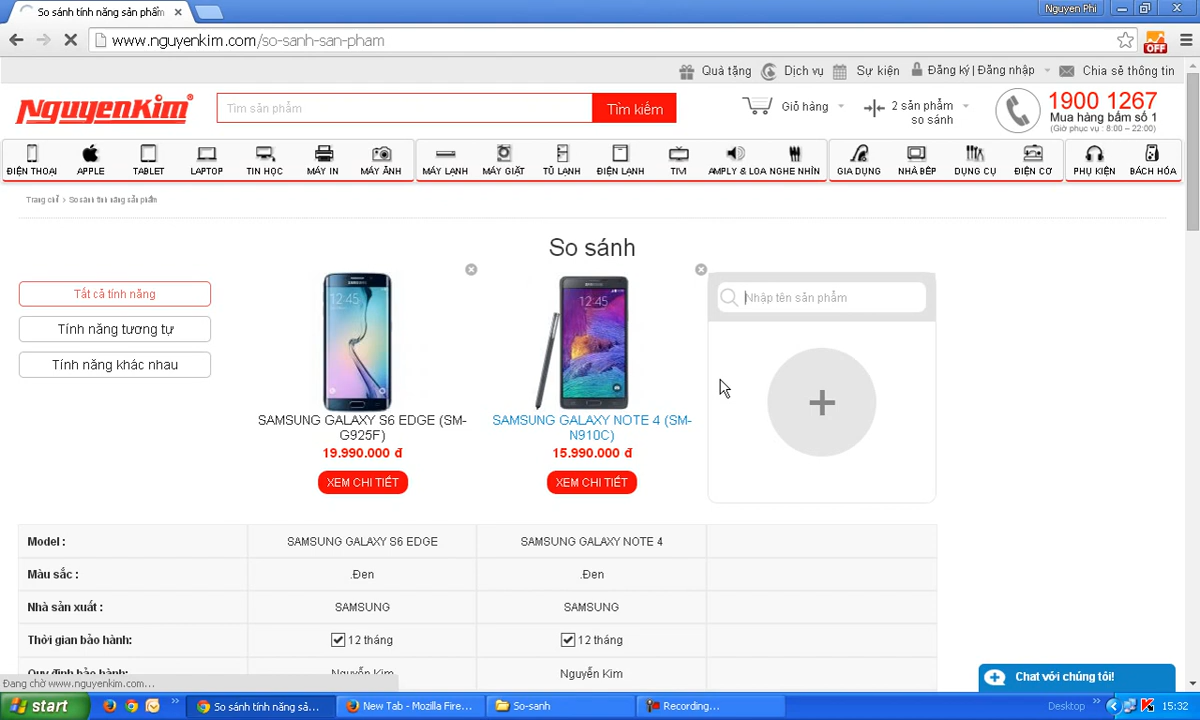 So sánh tính năng sản phẩm
Nguyen Phi
www.nguyenkim.com/so-sanh-san-pham
OFF
Quà tặng
Dịch vụ
Sự kiện
Đăng ký | Đăng nhập
Chia sẻ thông tin
NGUYENKIM®
Tìm sản phẩm
Tìm kiếm
Giỏ hàng
2 sản phẩm
so sánh
1900 1267
Mua hàng bấm số 1
(Giờ phục vụ : 8:00 – 22:00)
ĐIỆN THOẠI
APPLE
TABLET
LAPTOP
TIN HỌC
MÁY IN
MÁY ẢNH
MÁY LẠNH
MÁY GIẶT
TỦ LẠNH
ĐIỆN LẠNH
TIVI
AMPLY & LOA
NGHE NHÌN
GIA DỤNG
NHÀ BẾP
DỤNG CỤ
ĐIỆN CƠ
PHỤ KIỆN
BÁCH HÓA
Trang chỉ > So sánh tính năng sản phẩm
So sánh
Tất cả tính năng
Tính năng tương tự
Tính năng khác nhau
SAMSUNG GALAXY S6 EDGE (SM-
G925F)
19.990.000 đ
XEM CHI TIẾT
SAMSUNG GALAXY NOTE 4 (SM-
N910C)
15.990.000 đ
XEM CHI TIẾT
Nhập tên sản phẩm
Model :
SAMSUNG GALAXY S6 EDGE
SAMSUNG GALAXY NOTE 4
Màu sắc :
.Đen
.Đen
Nhà sản xuất :
SAMSUNG
SAMSUNG
Thời gian bảo hành:
12 tháng
12 tháng
Quy định bảo hành:
Nguyễn Kim
Nguyễn Kim
Đang chờ www.nguyenkim.com...
Chat với chúng tôi!
start
So sánh tính năng sả...
New Tab - Mozilla Fire...
So-sanh
Recording...
Desktop
15:32